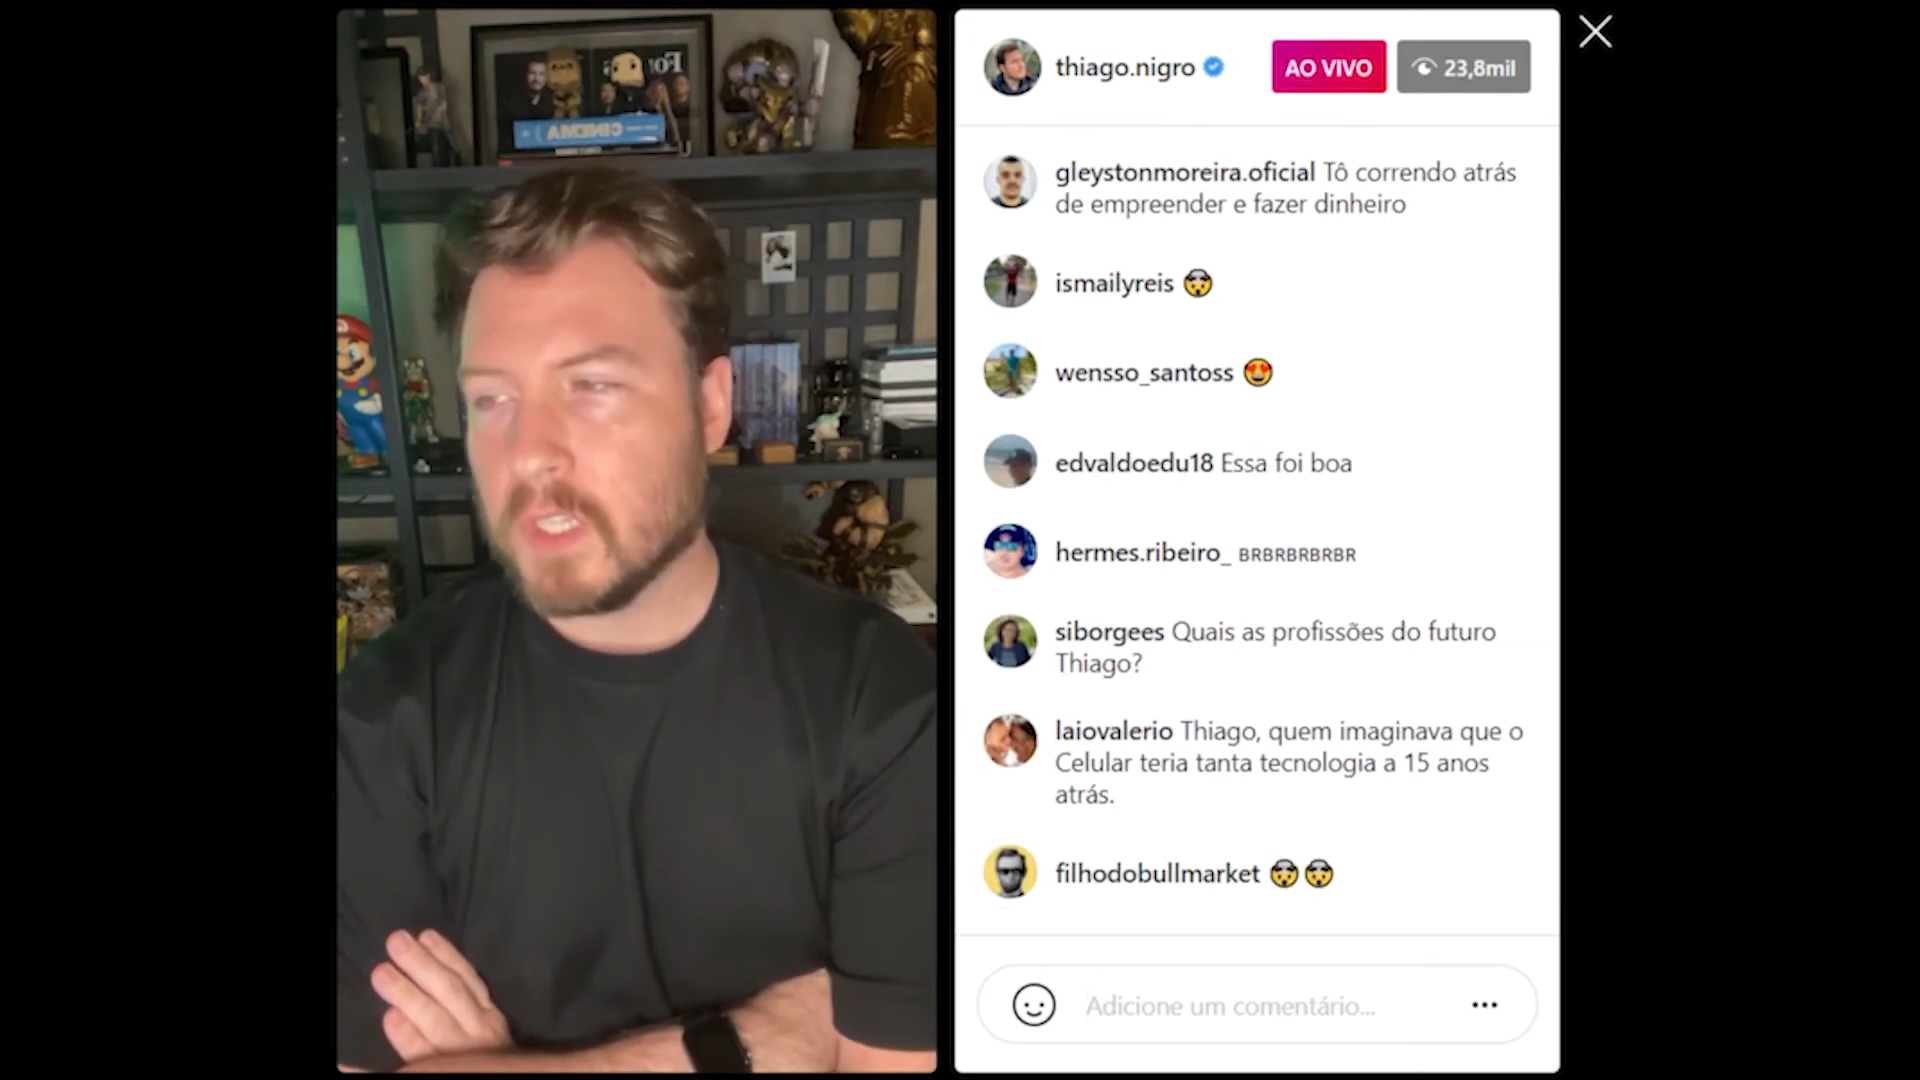 CINEMA
thiago.nigro
AO VIVO
23,8mil
gleystonmoreira.oficial Tô correndo atrás
de empreender e fazer dinheiro
ismailyreis
wensso_santoss
edvaldoedu18 Essa foi boa
hermes.ribeiro_ BRBRBRBRBR
siborgees Quais as profissões do futuro
Thiago?
laiovalerio Thiago, quem imaginava que o
Celular teria tanta tecnologia a 15 anos
atrás.
filhodobullmarket
Adicione um comentário...